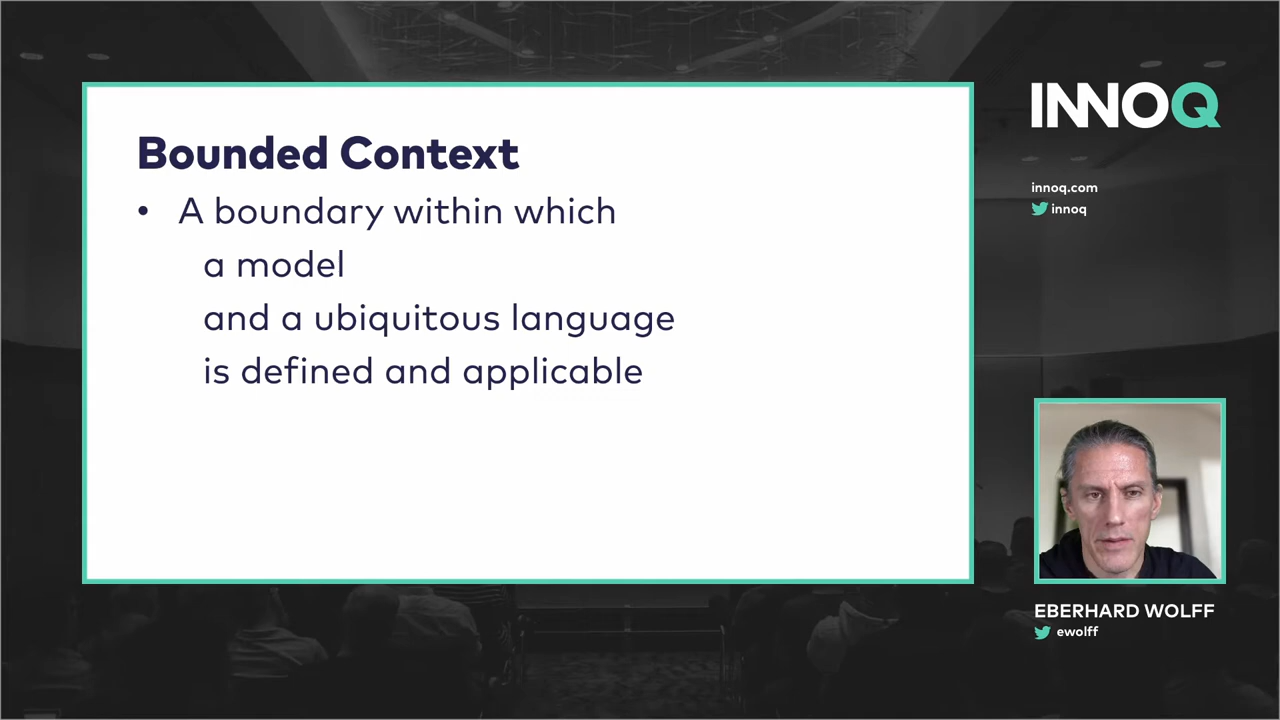 Bounded Context
• A boundary within which
a model
and a ubiquitous language
is defined and applicable
INNOQ
innoq.com
innoq
EBERHARD WOLFF
ewolff